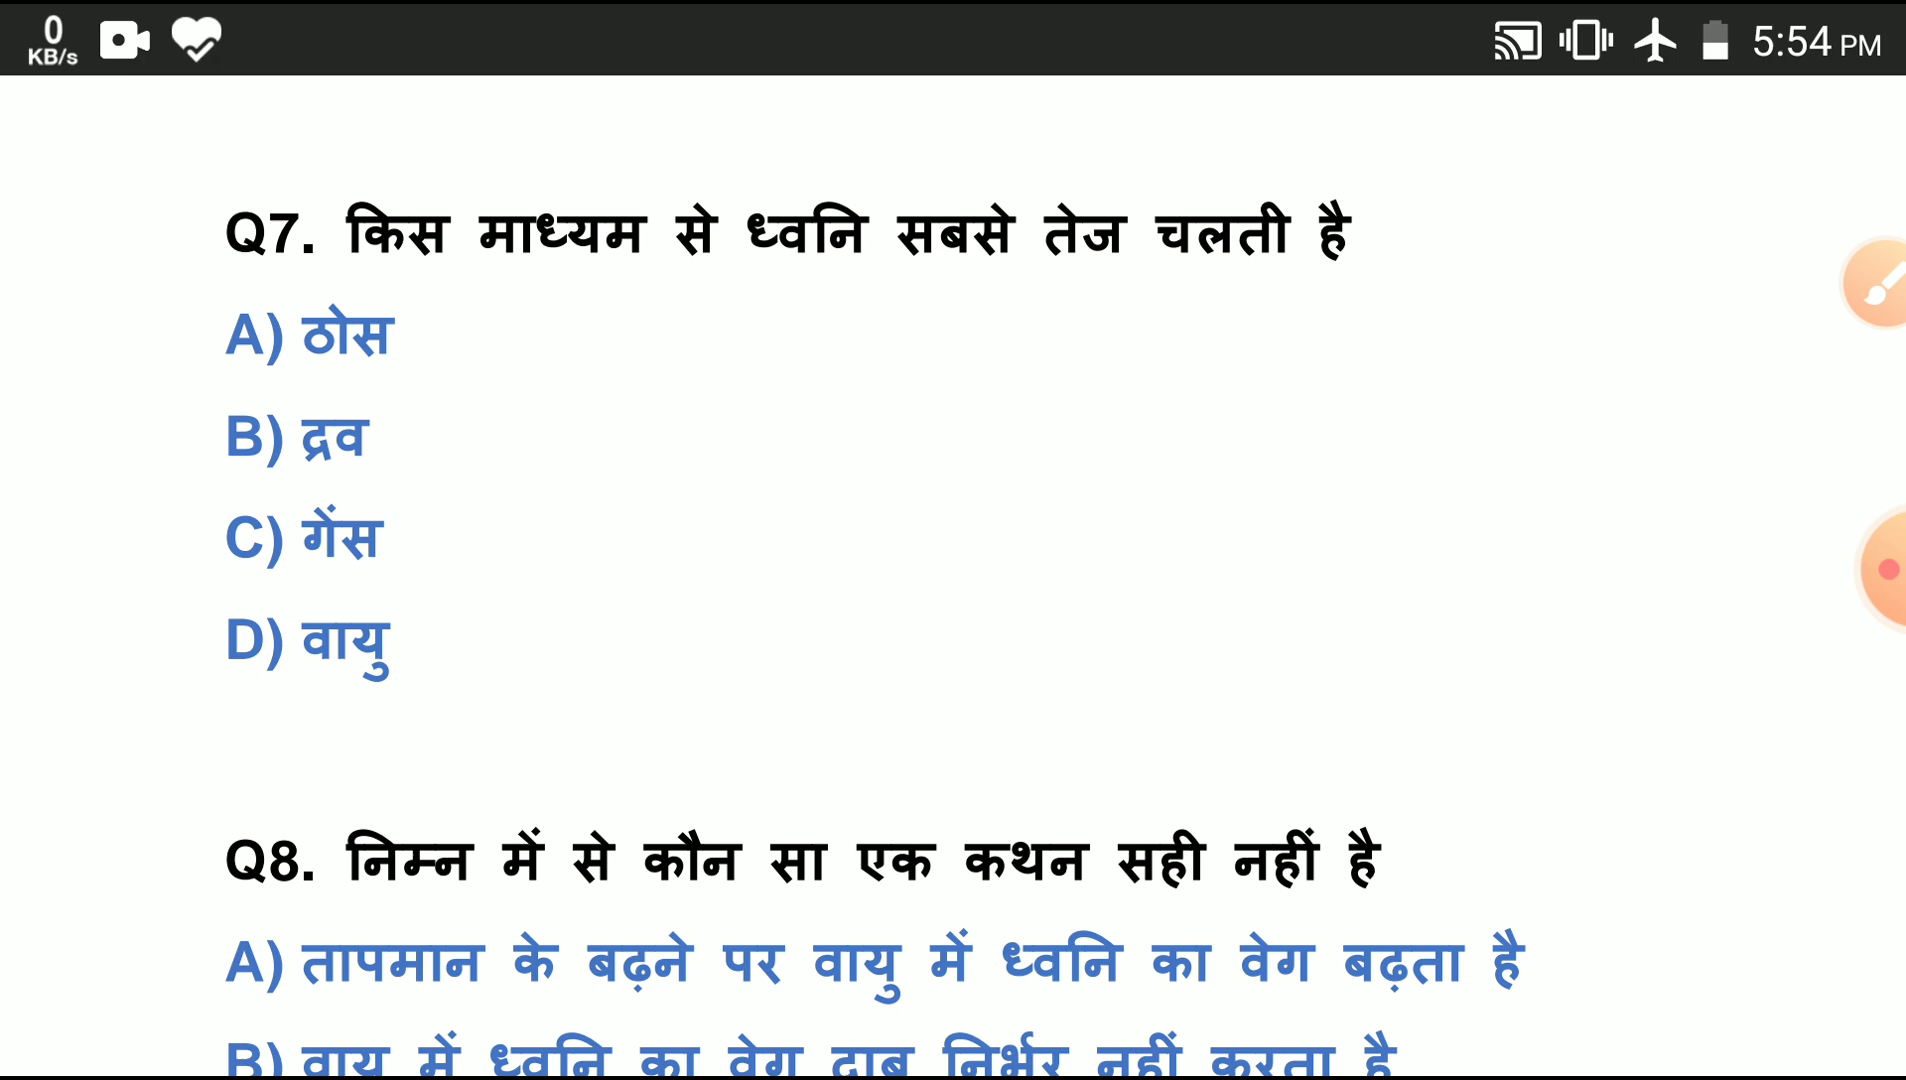 0
KB/s
5:54 PM
Q7. किस माध्यम से ध्वनि सबसे तेज चलती है
A) ठोस
B) द्रव
C) गेंस
D) वायु
Q8. निम्न में से कौन सा एक कथन सही नहीं है
A) तापमान के बढ़ने पर वायु में ध्वनि का वेग बढ़ता है
B) वायु में ध्वनि का वेग दाब निर्भर नहीं करता है